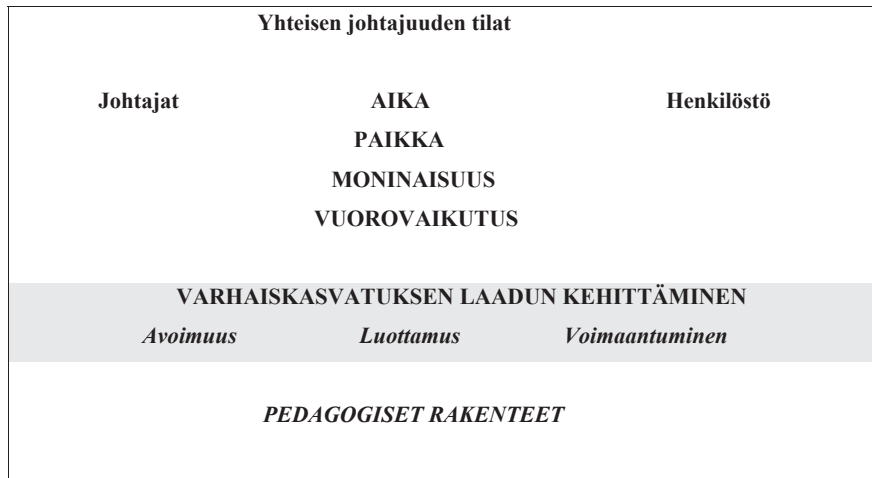 Yhteisen johtajuuden tilat
Johtajat AIKA Henkilöstö
PAIKKA
MONINAISUUS
VUOROVAIKUTUS
VARHAISKASVATUKSEN LAADUN KEHITTÄMINEN
Avoimuus Luottamus Voimaantuminen
PEDAGOGISET RAKENTEET